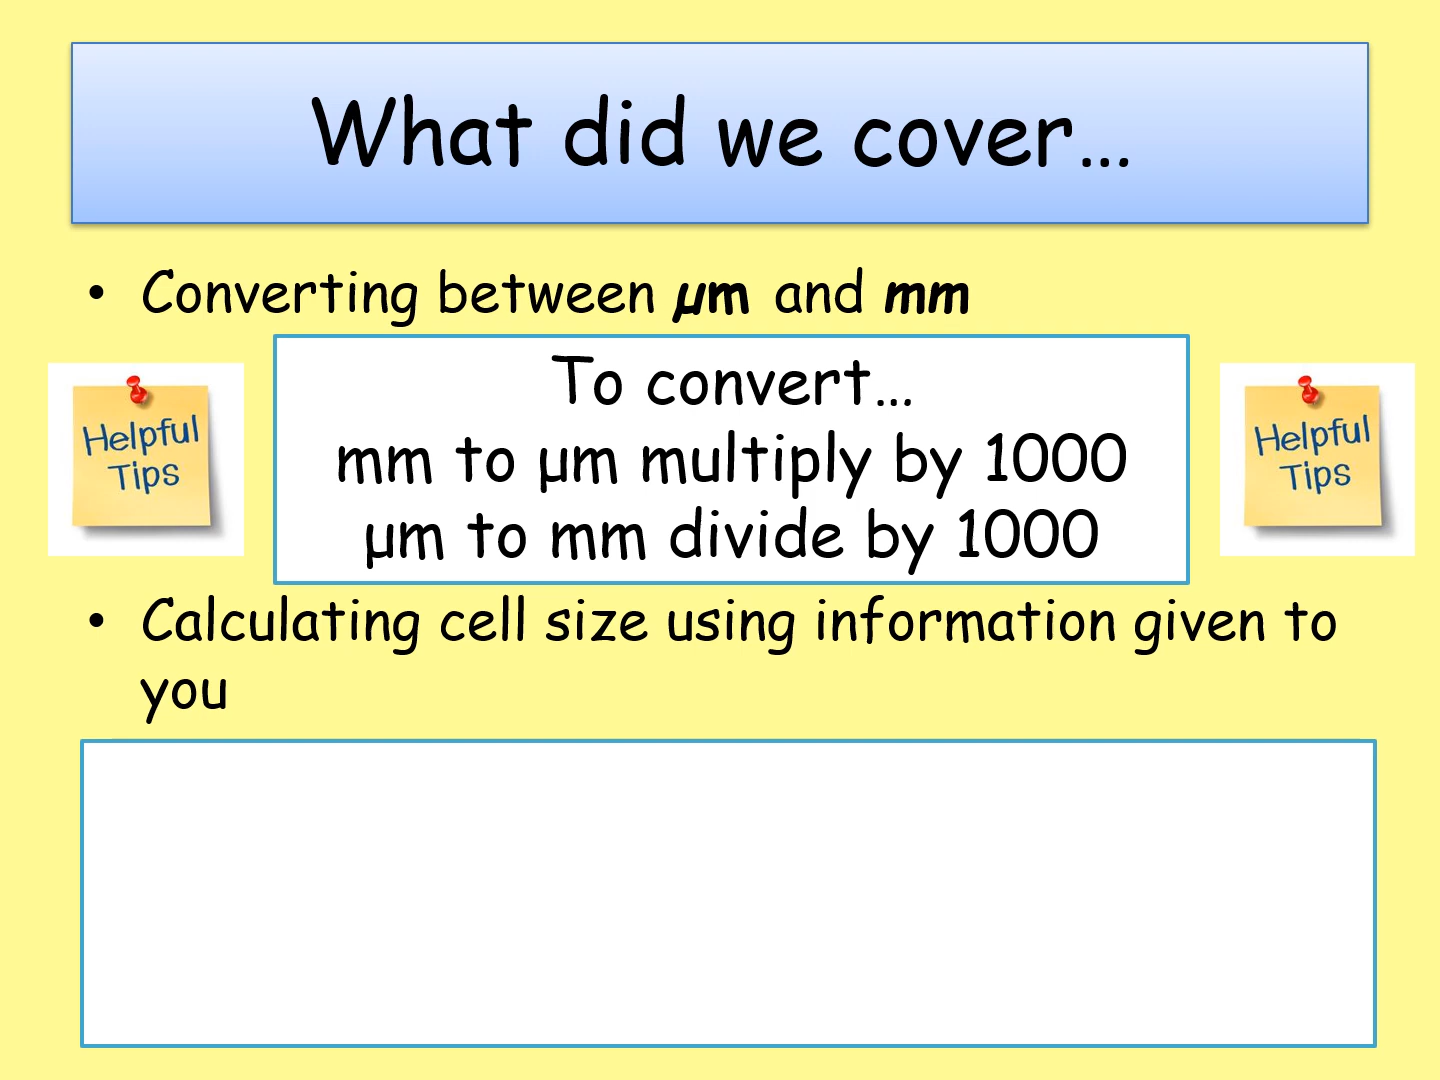 What did we cover…
• Converting between µm and mm
Helpful
Tips
To convert…
mm to µm multiply by 1000
µm to mm divide by 1000
Helpful
Tips
• Calculating cell size using information given to
you